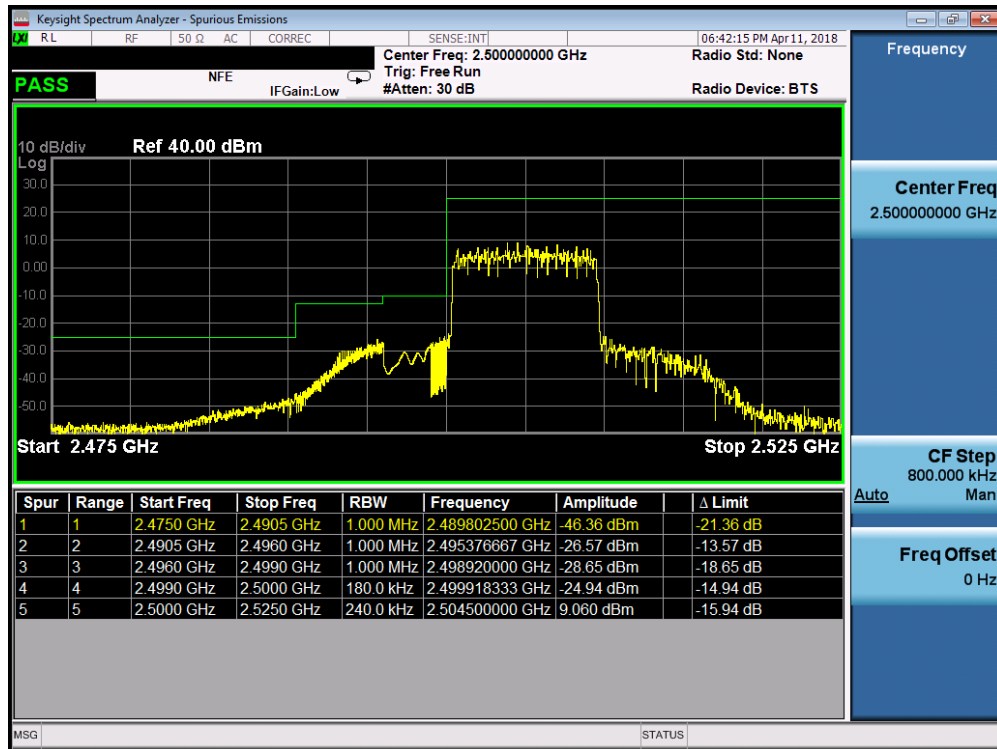 Keysight Spectrum Analyzer - Spurious Emissions
LXI RL RF 50 Ω AC CORREC SENSE:INT 06:42:15 PM Apr 11, 2018
Center Freq: 2.500000000 GHz Radio Std: None
NFE Trig: Free Run
PASS IFGain:Low #Atten: 30 dB Radio Device: BTS
10 dB/div Ref 40.00 dBm
Log
30.0
20.0
10.0
0.00
-10.0
-20.0
-30.0
-40.0
-50.0
Start 2.475 GHz Stop 2.525 GHz
Spur Range Start Freq Stop Freq RBW Frequency Amplitude Δ Limit
1 1 2.4750 GHz 2.4905 GHz 1.000 MHz 2.489802500 GHz -46.36 dBm -21.36 dB
2 2 2.4905 GHz 2.4960 GHz 1.000 MHz 2.495376667 GHz -26.57 dBm -13.57 dB
3 3 2.4960 GHz 2.4990 GHz 1.000 MHz 2.498920000 GHz -28.65 dBm -18.65 dB
4 4 2.4990 GHz 2.5000 GHz 180.0 kHz 2.499918333 GHz -24.94 dBm -14.94 dB
5 5 2.5000 GHz 2.5250 GHz 240.0 kHz 2.504500000 GHz 9.060 dBm -15.94 dB
Frequency
Center Freq
2.500000000 GHz
CF Step
800.000 kHz
Auto Man
Freq Offset
0 Hz
MSG STATUS